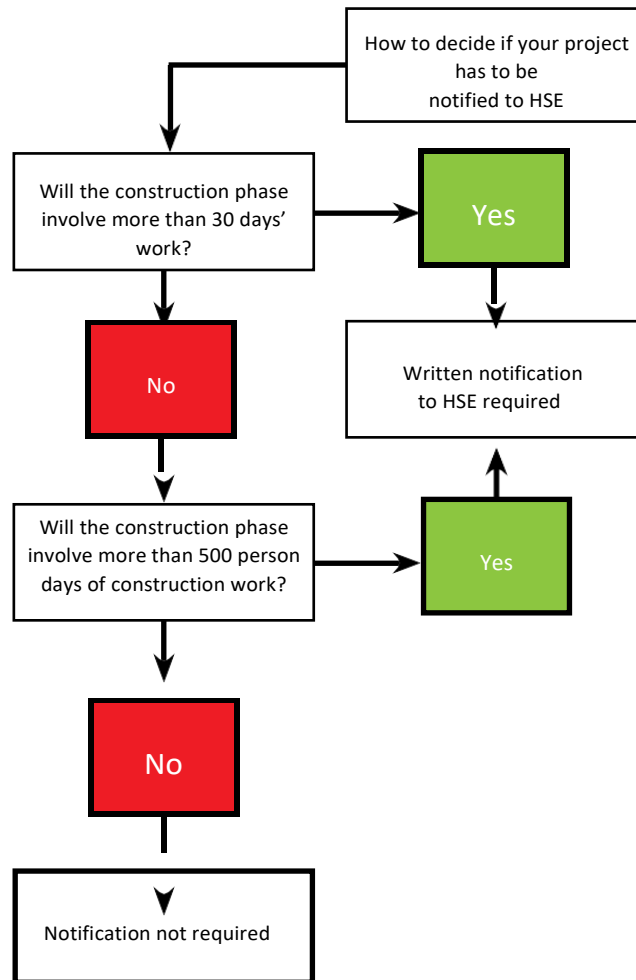 How to decide if your project
has to be
notified to HSE
Will the construction phase
involve more than 30 days’
work?
Yes
No
Written notification
to HSE required
Will the construction phase
involve more than 500 person
days of construction work?
Yes
No
Notification not required